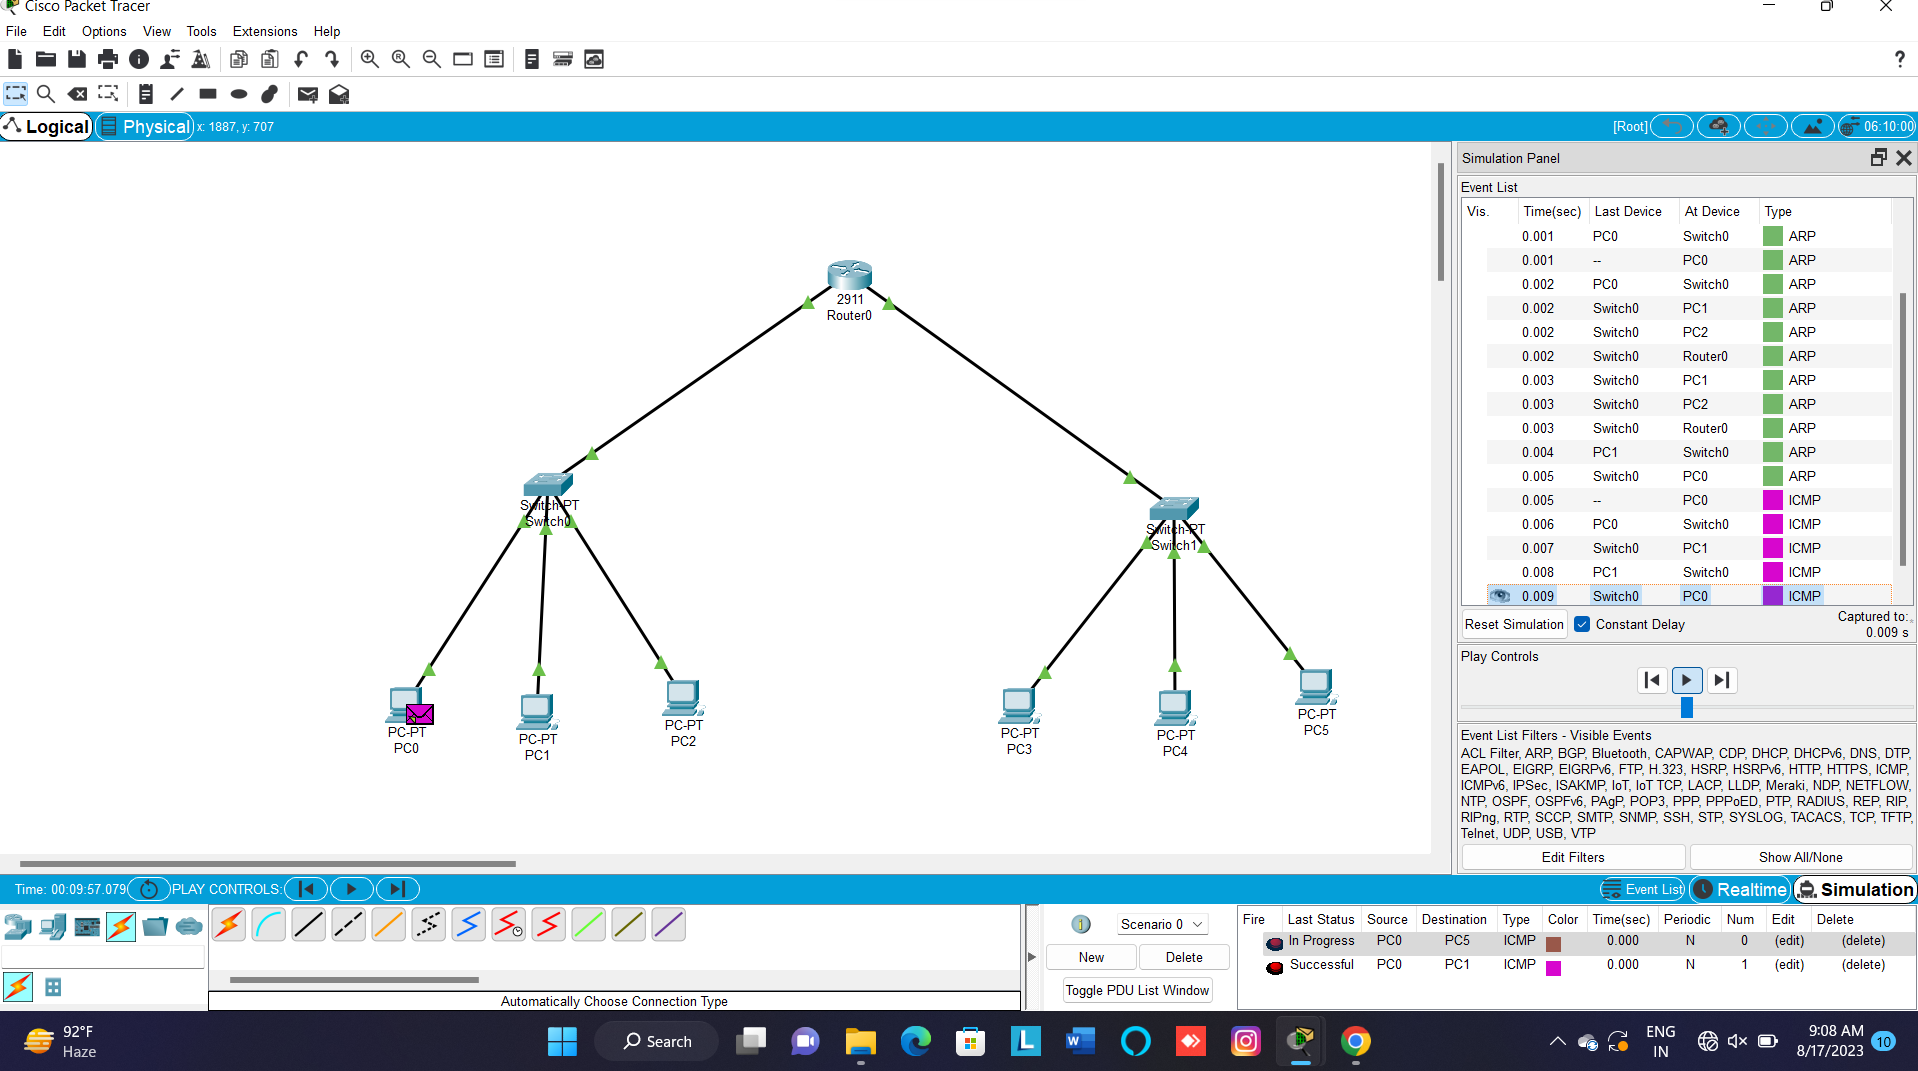 Cisco Packet Tracer
File Edit Options View Tools Extensions Help
?
Logical Physical x: 1887, y: 707 [Root] 06:10:00
2911
Router0
Switch-PT
Switch0
Switch-PT
Switch1
PC-PT
PC0
PC-PT
PC1
PC-PT
PC2
PC-PT
PC3
PC-PT
PC4
PC-PT
PC5
Simulation Panel
Event List
Vis. Time(sec) Last Device At Device Type
0.001 PC0 Switch0 ARP
0.001 -- PC0 ARP
0.002 PC0 Switch0 ARP
0.002 Switch0 PC1 ARP
0.002 Switch0 PC2 ARP
0.002 Switch0 Router0 ARP
0.003 Switch0 PC1 ARP
0.003 Switch0 PC2 ARP
0.003 Switch0 Router0 ARP
0.004 PC1 Switch0 ARP
0.005 Switch0 PC0 ARP
0.005 -- PC0 ICMP
0.006 PC0 Switch0 ICMP
0.007 Switch0 PC1 ICMP
0.008 PC1 Switch0 ICMP
0.009 Switch0 PC0 ICMP
Reset Simulation Constant Delay Captured to:
0.009 s
Play Controls
Event List Filters - Visible Events
ACL Filter, ARP, BGP, Bluetooth, CAPWAP, CDP, DHCP, DHCPv6, DNS, DTP,
EAPOL, EIGRP, EIGRPv6, FTP, H.323, HSRP, HSRPv6, HTTP, HTTPS, ICMP,
ICMPv6, IPSec, ISAKMP, IoT, IoT TCP, LACP, LLDP, Meraki, NDP, NETFLOW,
NTP, OSPF, OSPFv6, PAgP, POP3, PPP, PPPoED, PTP, RADIUS, REP, RIP,
RIPng, RTP, SCCP, SMTP, SNMP, SSH, STP, SYSLOG, TACACS, TCP, TFTP,
Telnet, UDP, USB, VTP
Edit Filters Show All/None
Time: 00:09:57.079 PLAY CONTROLS: Event List Realtime Simulation
Automatically Choose Connection Type
Scenario 0
New Delete
Toggle PDU List Window
Fire Last Status Source Destination Type Color Time(sec) Periodic Num Edit Delete
In Progress PC0 PC5 ICMP 0.000 N 0 (edit) (delete)
Successful PC0 PC1 ICMP 0.000 N 1 (edit) (delete)
92°F
Haze
Search
ENG
IN
9:08 AM
8/17/2023
10